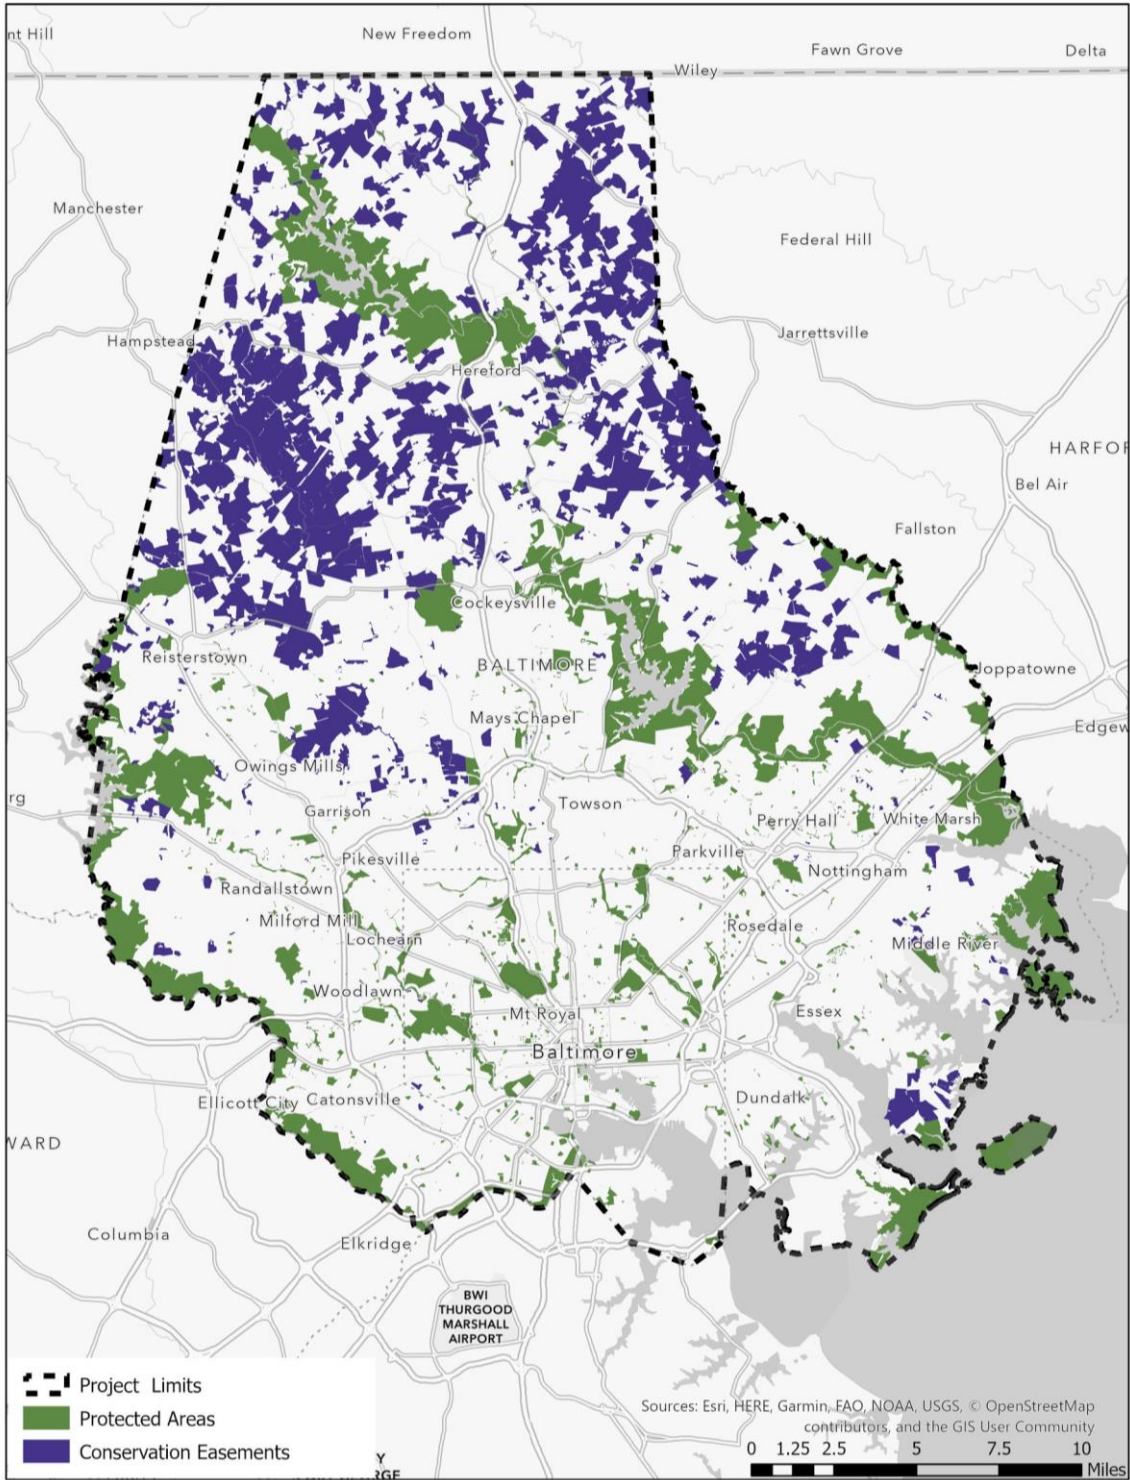 nt Hill
New Freedom
Fawn Grove
Delta
Wiley
Manchester
Federal Hill
Jarrettsville
Hampstead
Hereford
HARFOR
Bel Air
Fallston
Cockeysville
Reisterstown
BALTIMORE
Joppatowne
Mays Chapel
Edgew
Owings Mills
rg
Garrison
Towson
Perry Hall
White Marsh
Pikesville
Parkville
Nottingham
Randallstown
Milford Mill
Rosedale
Lochearn
Middle River
Woodlawn
Mt Royal
Essex
Baltimore
Dundalk
Ellicott City
Catonsville
WARD
Columbia
Elkridge
BWI
THURGOOD
MARSHALL
AIRPORT
Project Limits
Protected Areas
Conservation Easements
Sources: Esri, HERE, Garmin, FAO, NOAA, USGS, © OpenStreetMap
contributors, and the GIS User Community
0 1.25 2.5 5 7.5 10
Miles